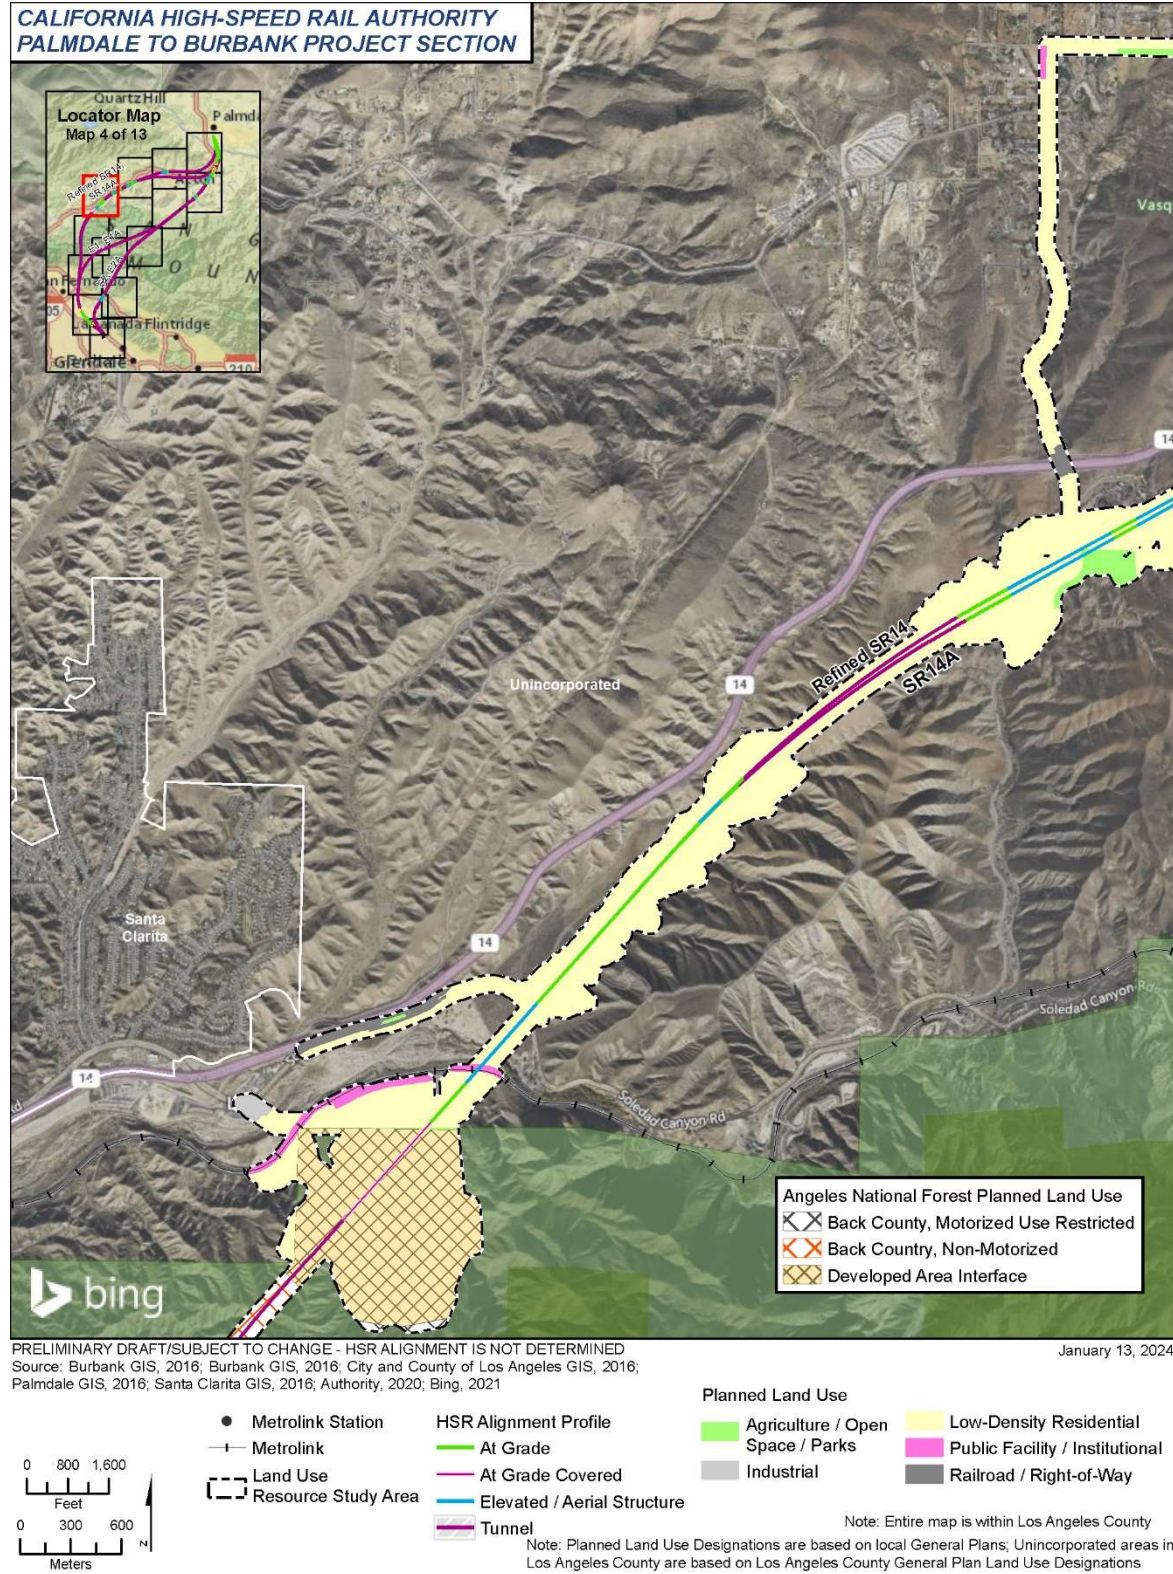 CALIFORNIA HIGH-SPEED RAIL AUTHORITY
PALMDALE TO BURBANK PROJECT SECTION
Quartz Hill
Locator Map
Map 4 of 13
Palmda
Refined SR14
SR14A
Acton
E1, E1A
E2, E2A
M O U N
n Fernando
05
La Canada Flintridge
Glendale
210
Vasq
14
Refined SR14
SR14A
14
Unincorporated
Santa
Clarita
14
14
Soledad Canyon Rd
Soledad Canyon Rd
Rd
Angeles National Forest Planned Land Use
Back County, Motorized Use Restricted
Back Country, Non-Motorized
Developed Area Interface
bing
PRELIMINARY DRAFT/SUBJECT TO CHANGE - HSR ALIGNMENT IS NOT DETERMINED
January 13, 2024
Source: Burbank GIS, 2016; Burbank GIS, 2016; City and County of Los Angeles GIS, 2016;
Palmdale GIS, 2016; Santa Clarita GIS, 2016; Authority, 2020; Bing, 2021
0 800 1,600
Feet
0 300 600
Meters
N
Metrolink Station
Metrolink
Land Use
Resource Study Area
HSR Alignment Profile
At Grade
At Grade Covered
Elevated / Aerial Structure
Tunnel
Planned Land Use
Agriculture / Open
Space / Parks
Industrial
Low-Density Residential
Public Facility / Institutional
Railroad / Right-of-Way
Note: Entire map is within Los Angeles County
Note: Planned Land Use Designations are based on local General Plans; Unincorporated areas in
Los Angeles County are based on Los Angeles County General Plan Land Use Designations